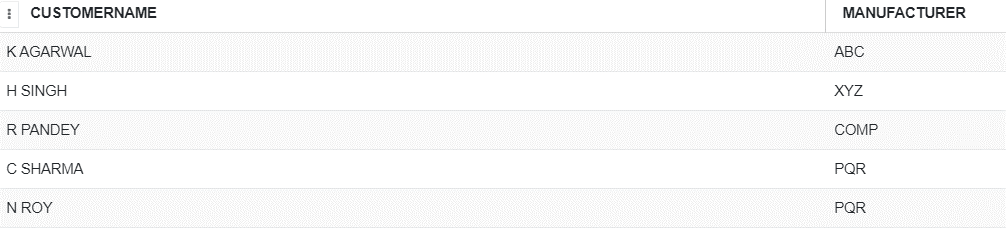 CUSTOMERNAME MANUFACTURER
K AGARWAL ABC
H SINGH XYZ
R PANDEY COMP
C SHARMA PQR
N ROY PQR